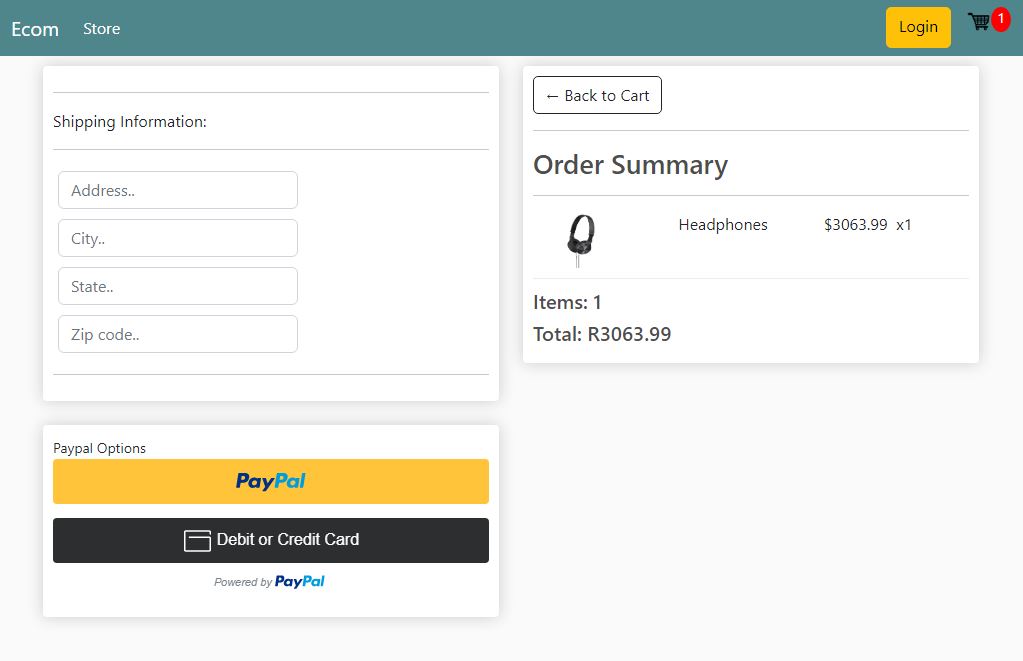 Ecom Store Login 1
Shipping Information:
Address..
City..
State..
Zip code..
Paypal Options
PayPal
Debit or Credit Card
Powered by PayPal
← Back to Cart
Order Summary
Headphones $3063.99 x1
Items: 1
Total: R3063.99